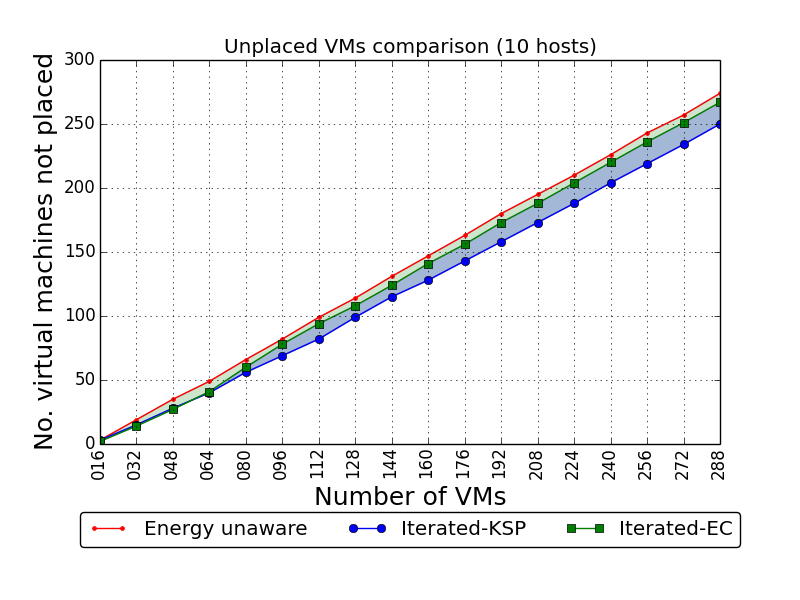 Unplaced VMs comparison (10 hosts)
No. virtual machines not placed
300
250
200
150
100
50
0
016 032 048 064 080 096 112 128 144 160 176 192 208 224 240 256 272 288
Number of VMs
Energy unaware Iterated-KSP Iterated-EC